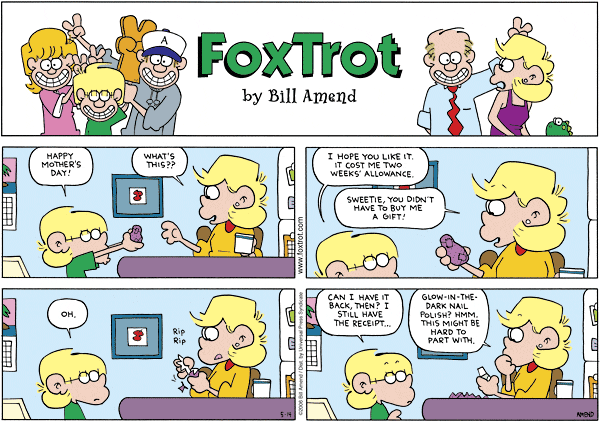 FoxTrot
by Bill Amend
A
HAPPY
MOTHER'S
DAY!
WHAT'S
THIS??
www.foxtrot.com
I HOPE YOU LIKE IT.
IT COST ME TWO
WEEKS' ALLOWANCE.
SWEETIE, YOU DIDN'T
HAVE TO BUY ME
A GIFT!
OH.
RIP
RIP
5-14
©2006 Bill Amend / Dist. by Universal Press Syndicate
CAN I HAVE IT
BACK, THEN? I
STILL HAVE
THE RECEIPT...
GLOW-IN-THE-
DARK NAIL
POLISH? HMM.
THIS MIGHT BE
HARD TO
PART WITH.
AMEND